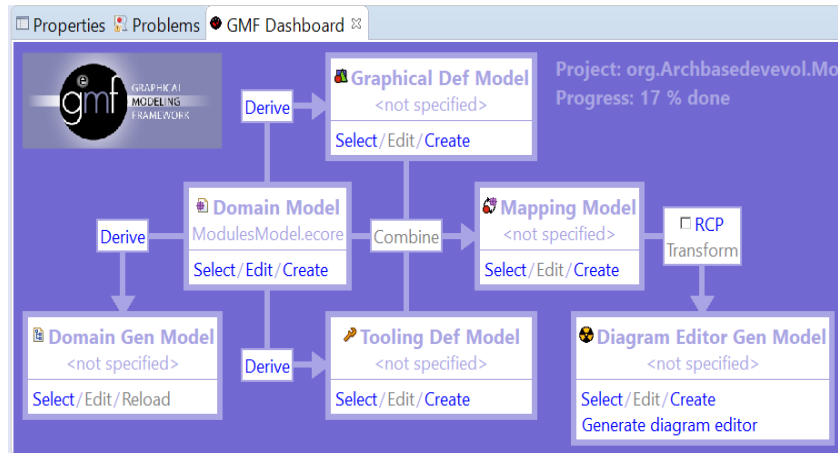 Properties Problems GMF Dashboard
egmf GRAPHICAL
MODELING
FRAMEWORK
Derive
Graphical Def Model
<not specified>
Select/Edit/Create
Project: org.Archbasedevevol.Mo
Progress: 17 % done
Derive
Domain Model
ModulesModel.ecore
Select/Edit/Create
Combine
Mapping Model
<not specified>
Select/Edit/Create
RCP
Transform
Domain Gen Model
<not specified>
Select/Edit/Reload
Derive
Tooling Def Model
<not specified>
Select/Edit/Create
Diagram Editor Gen Model
<not specified>
Select/Edit/Create
Generate diagram editor